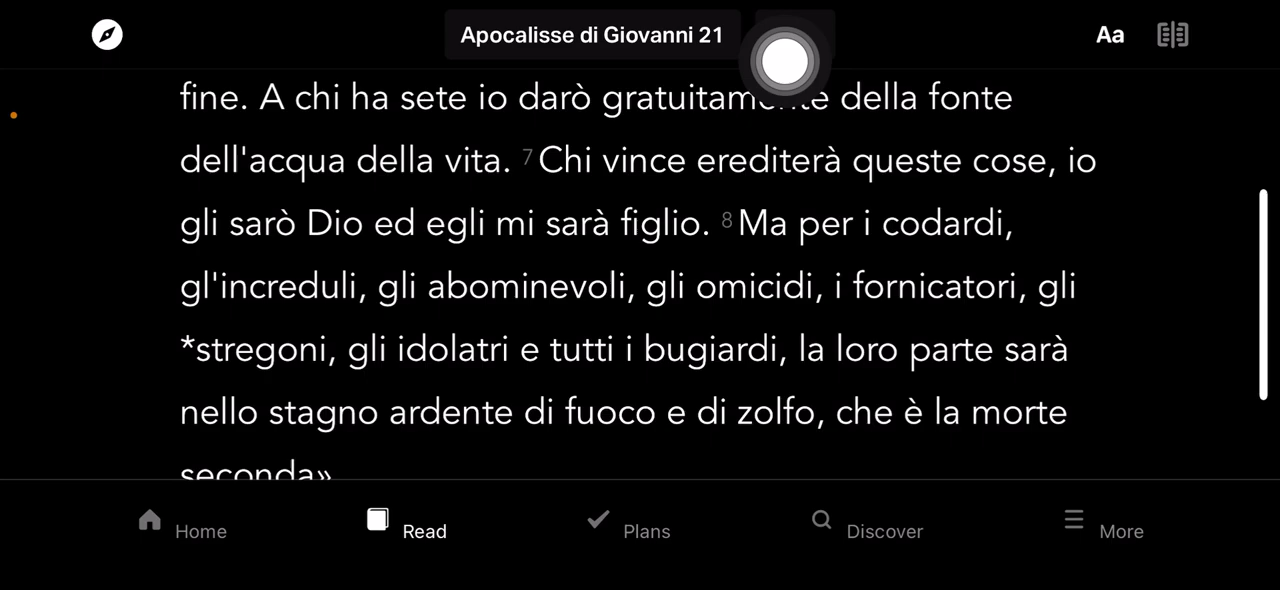 Apocalisse di Giovanni 21
Aa
fine. A chi ha sete io darò gratuitamente della fonte
dell'acqua della vita. 7 Chi vince erediterà queste cose, io
gli sarò Dio ed egli mi sarà figlio. 8 Ma per i codardi,
gl'increduli, gli abominevoli, gli omicidi, i fornicatori, gli
*stregoni, gli idolatri e tutti i bugiardi, la loro parte sarà
nello stagno ardente di fuoco e di zolfo, che è la morte
seconda».
Home
Read
Plans
Discover
More